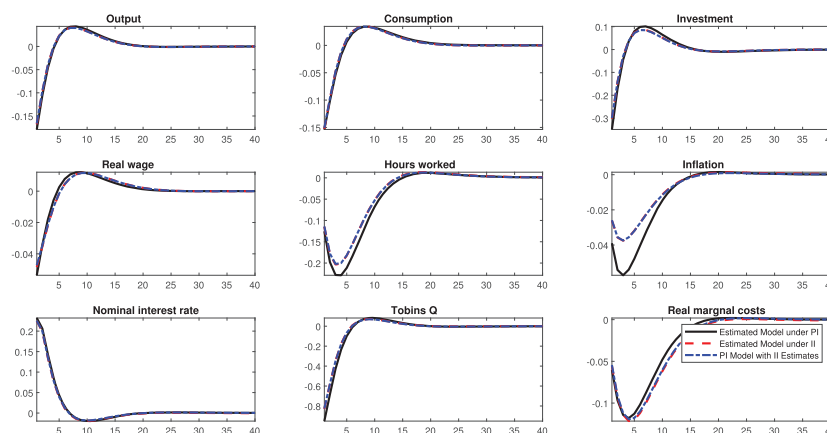 Output
Consumption
Investment
0
-0.05
-0.1
-0.15
5 10 15 20 25 30 35 40
0
-0.05
-0.1
-0.15
5 10 15 20 25 30 35 40
0.1
0
-0.1
-0.2
-0.3
5 10 15 20 25 30 35 40
Real wage
Hours worked
Inflation
0
-0.02
-0.04
5 10 15 20 25 30 35 40
0
-0.05
-0.1
-0.15
-0.2
5 10 15 20 25 30 35 40
0
-0.02
-0.04
5 10 15 20 25 30 35 40
Nominal interest rate
Tobins Q
Real margnal costs
0.2
0.15
0.1
0.05
0
5 10 15 20 25 30 35 40
0
-0.2
-0.4
-0.6
-0.8
5 10 15 20 25 30 35 40
0
-0.05
-0.1
5 10 15 20 25 30 35 40
Estimated Model under PI
Estimated Model under II
PI Model with II Estimates